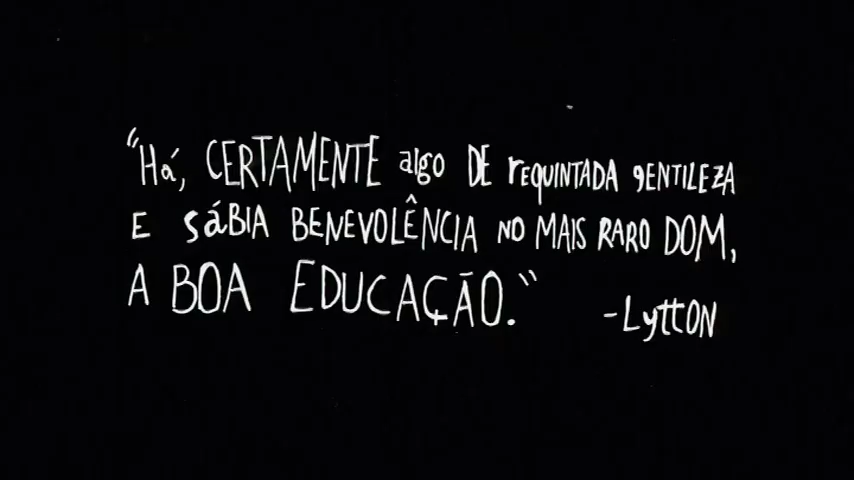 “Há, CERTAMENTE algo DE rEQUINTADA gENTILEZA
E SáBIA BENEVOLÊNCIA NO MAIS RARO DOM,
A BOA EDUCAÇÃO.”
-LyttON